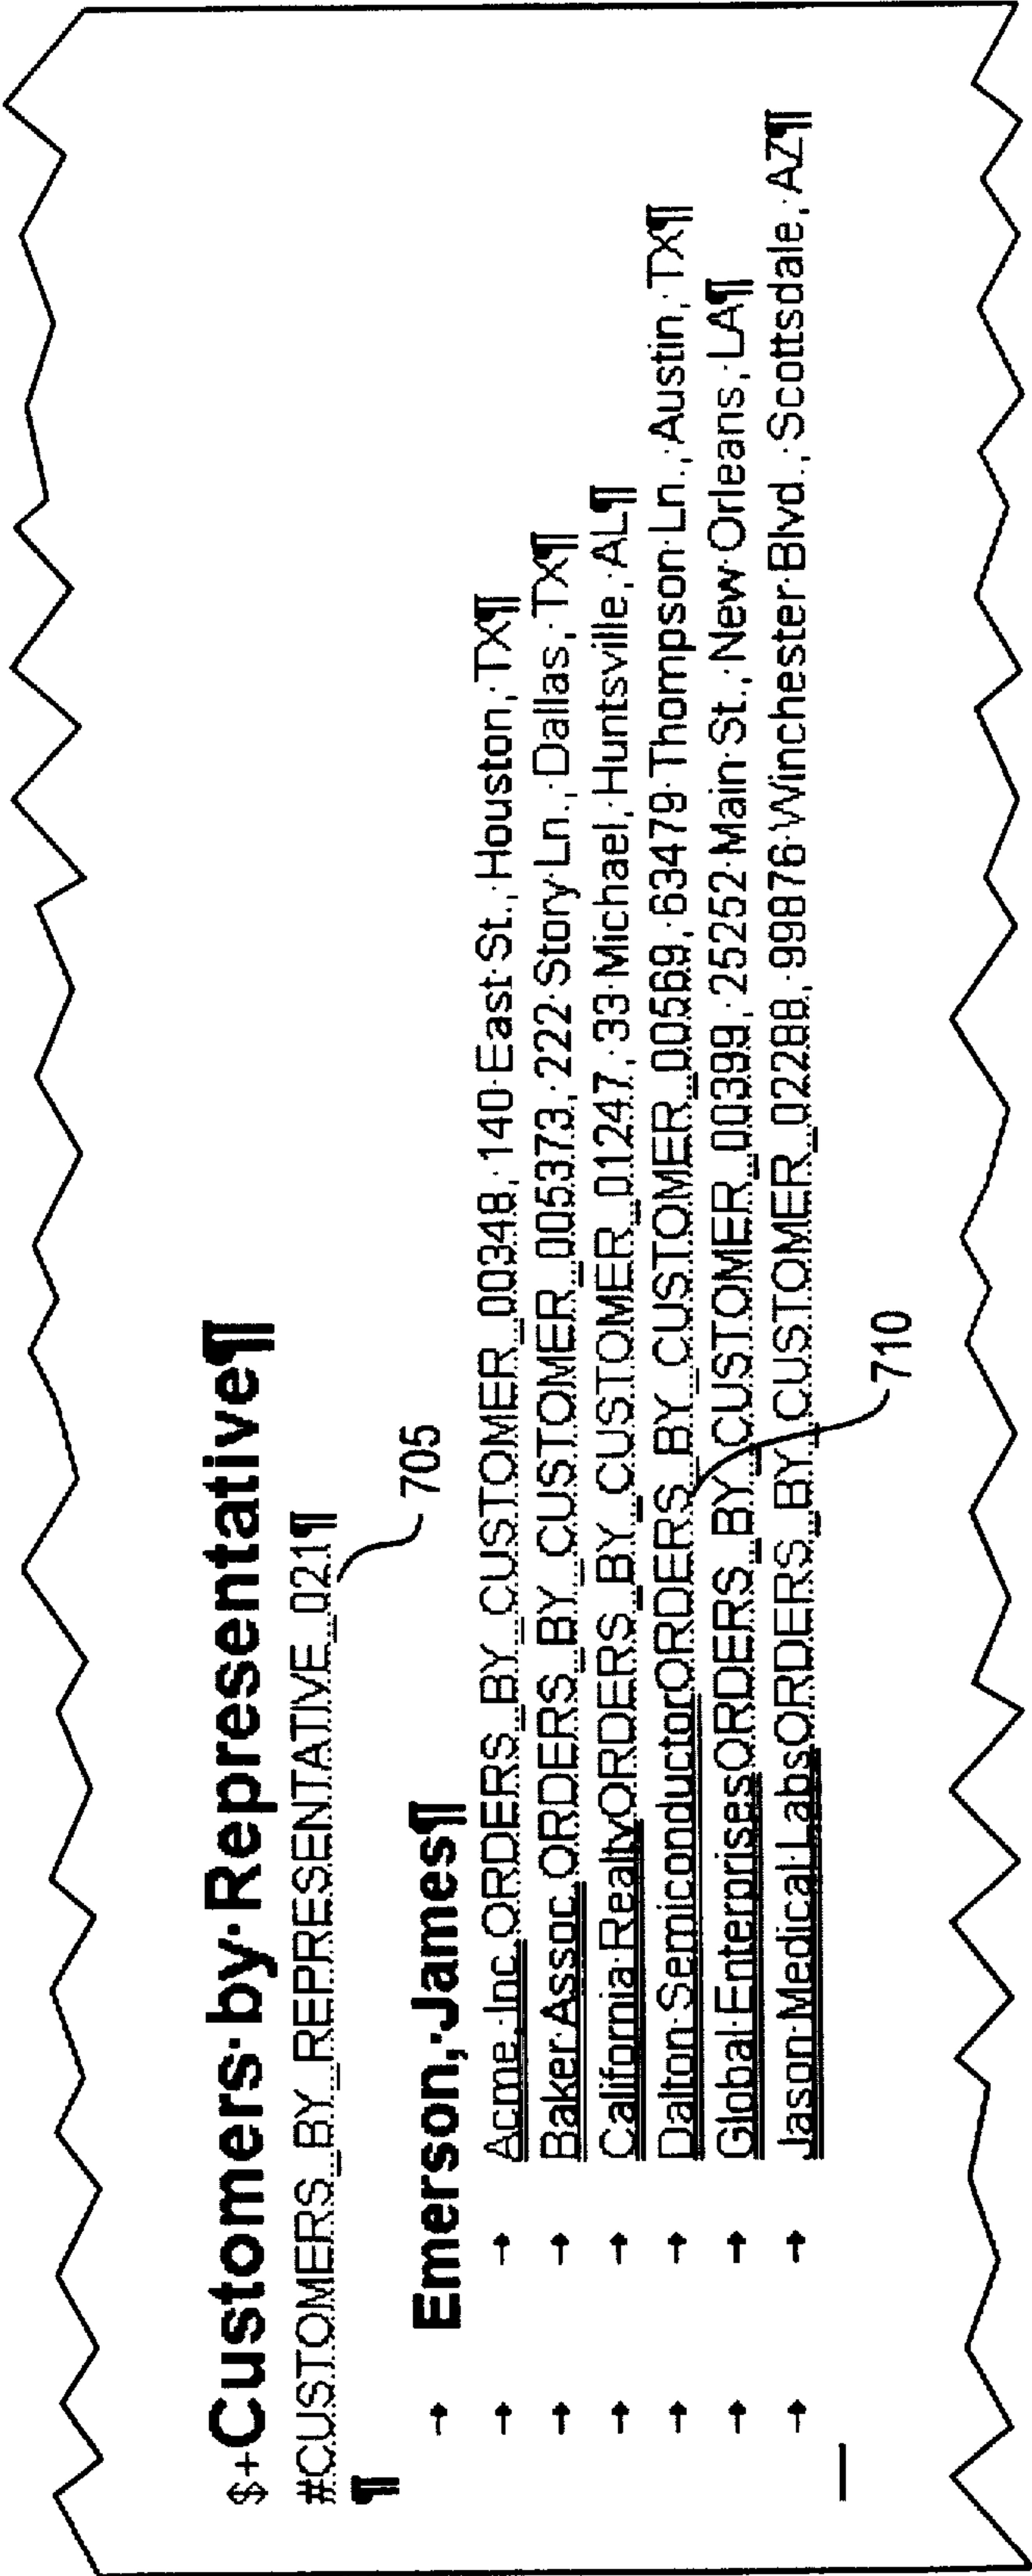 $+Customers·by·Representative¶
#CUSTOMERS_BY_REPRESENTATIVE_021¶
¶
705
→ Emerson,·James¶
→ → Acme,·Inc.ORDERS_BY_CUSTOMER_00348,·140·East·St.,·Houston,·TX¶
→ → Baker·Assoc.ORDERS_BY_CUSTOMER_005373,·222·Story·Ln.,·Dallas,·TX¶
→ → California·RealtyORDERS_BY_CUSTOMER_01247,·33·Michael,·Huntsville,·AL¶
→ → Dalton·SemiconductorORDERS_BY_CUSTOMER_00569,·63479·Thompson·Ln.,·Austin,·TX¶
→ → Global·EnterprisesORDERS_BY_CUSTOMER_00399,·25252·Main·St.,·New·Orleans,·LA¶
→ → Jason·Medical·LabsORDERS_BY_CUSTOMER_02288,·99876·Winchester·Blvd.,·Scottsdale,·AZ¶
710